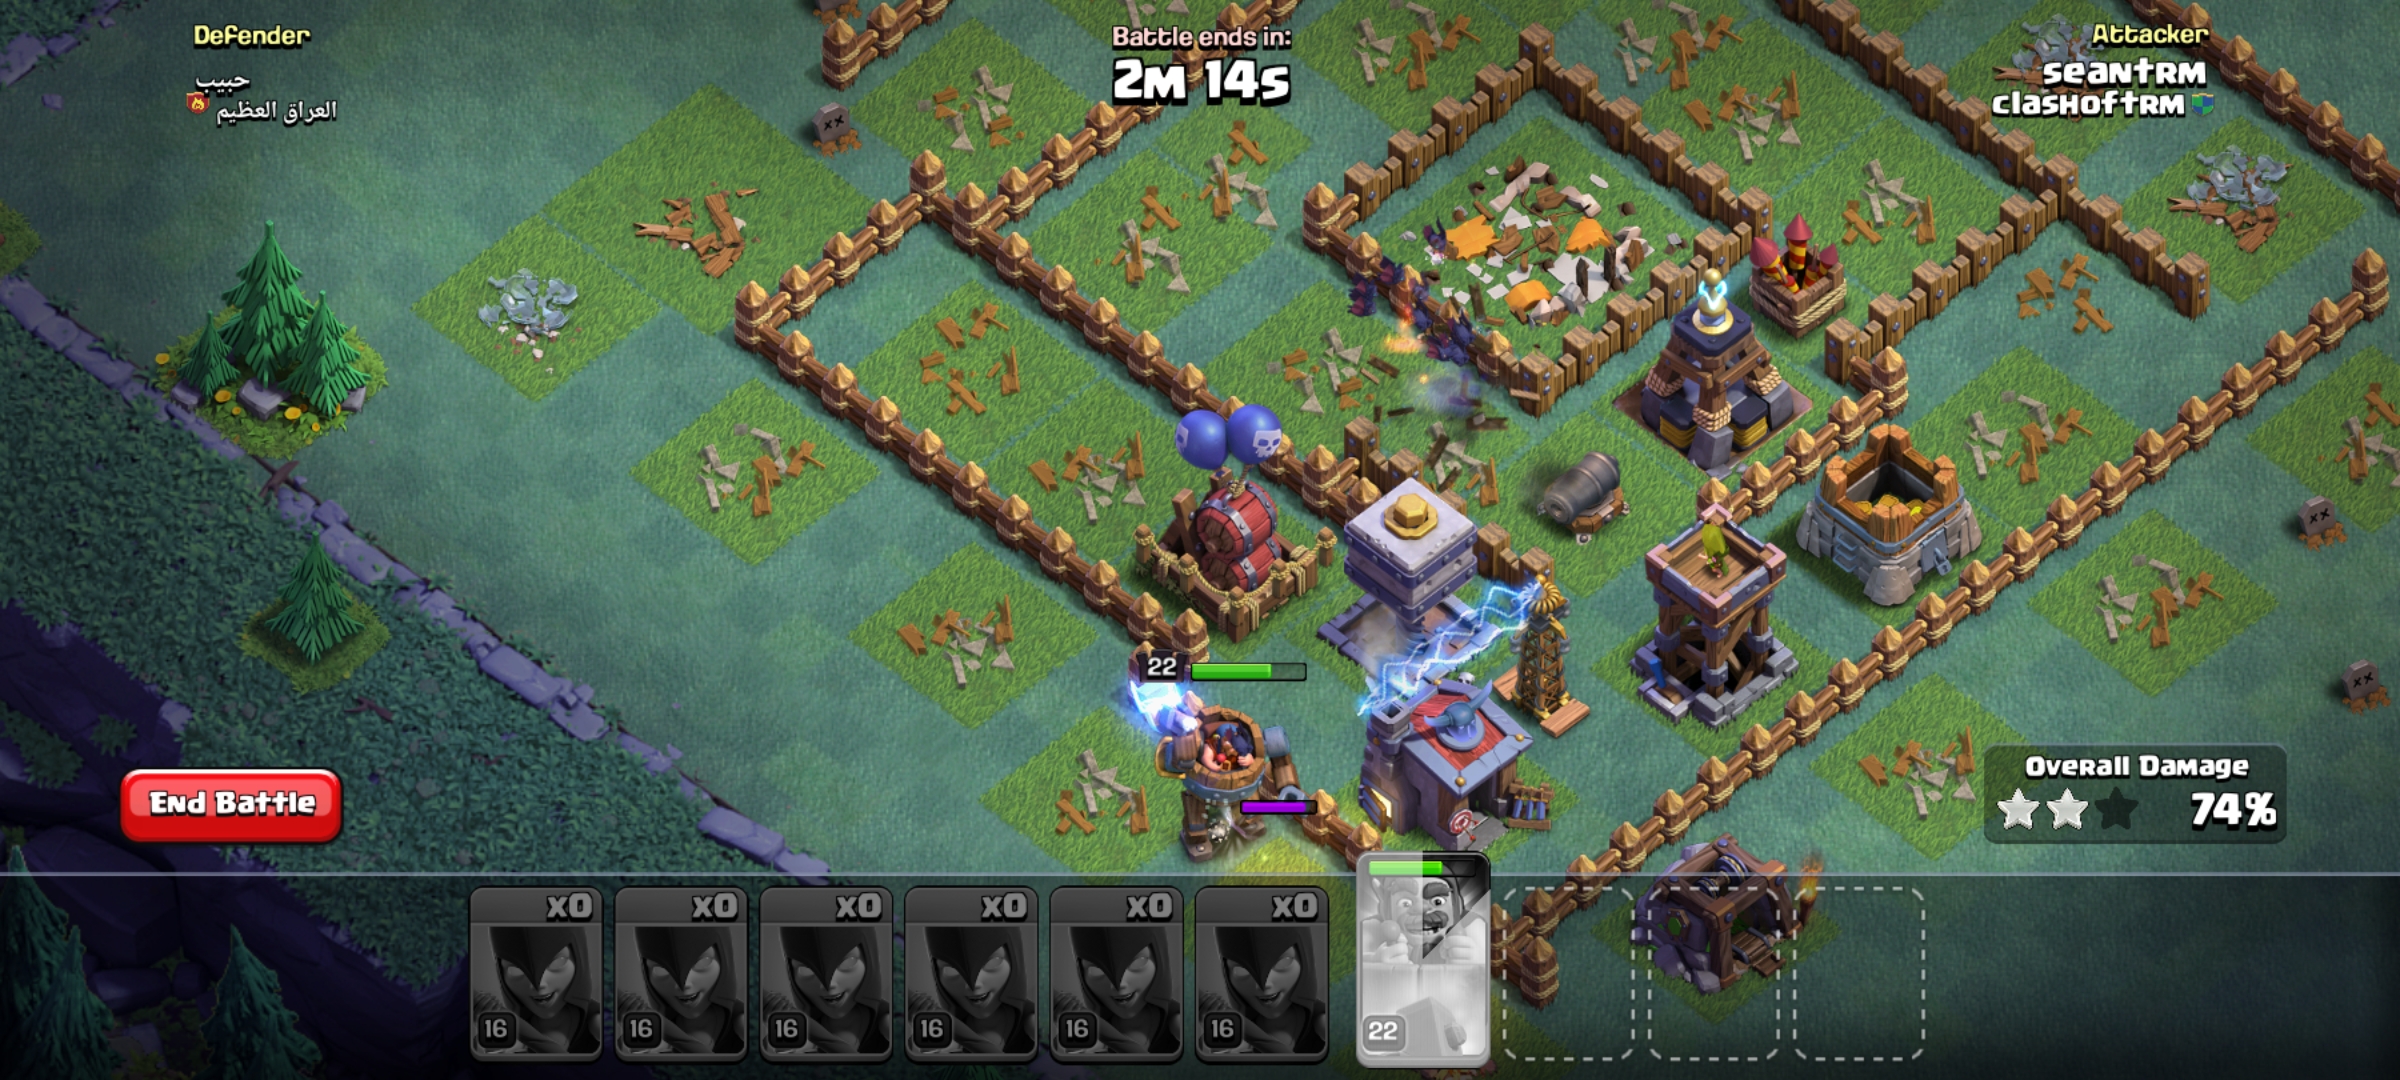 Defender
حبيب
العراق العظيم
Battle ends in:
2M 14s
Attacker
seantRM
clashoftRM
22
End Battle
Overall Damage
74%
x0
x0
x0
x0
x0
x0
16
16
16
16
16
16
22